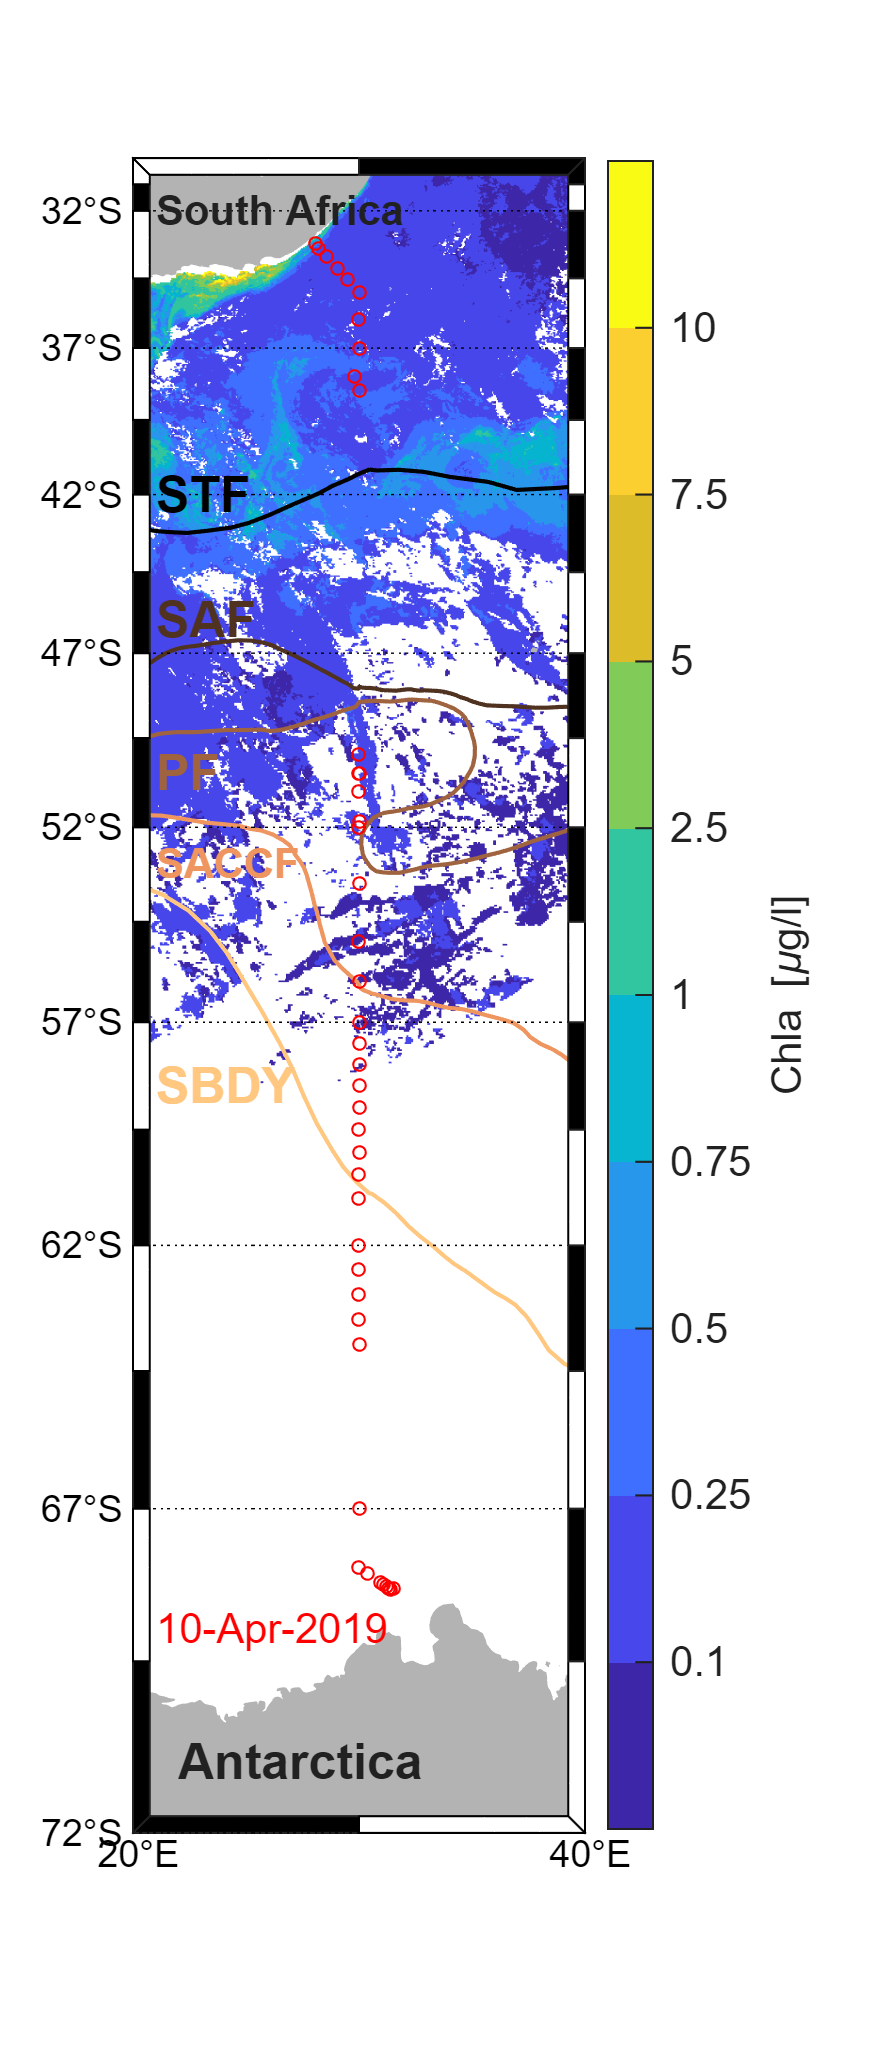 32°S
South Africa
37°S
10
7.5
STF
42°S
SAF
47°S
5
PF
52°S
2.5
SACCF
Chla [µg/l]
1
57°S
SBDY
0.75
62°S
0.5
0.25
67°S
10-Apr-2019
0.1
Antarctica
72°S
20°E
40°E